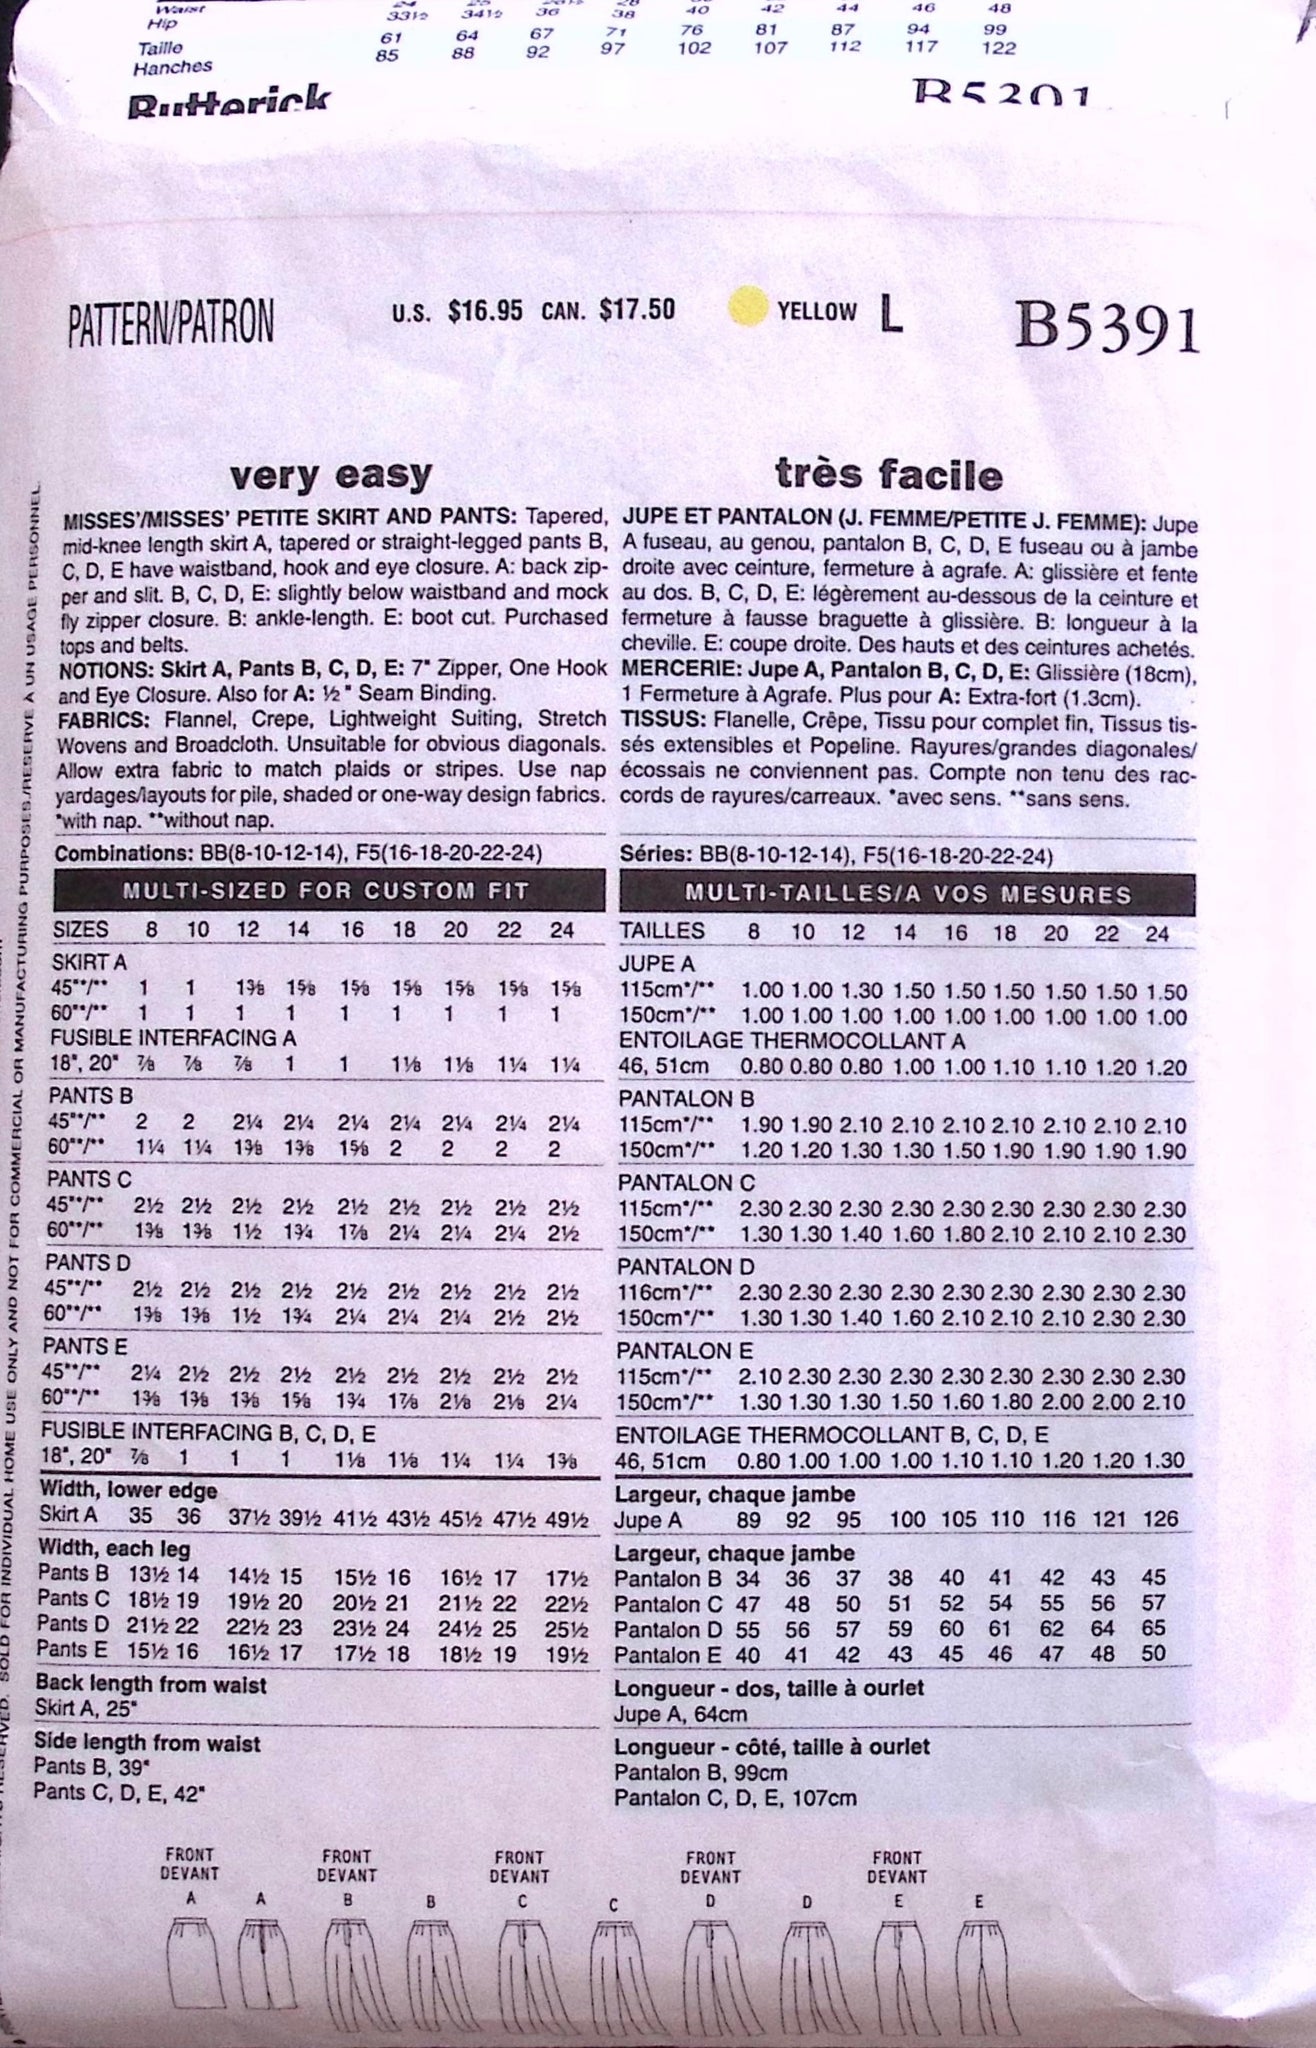 Waist
Hip 33½ 34½ 36 38 40 42 44 46 48
Taille 61 64 67 71 76 81 87 94 99
Hanches 85 88 92 97 102 107 112 117 122
Butterick
PATTERN/PATRON U.S. $16.95 CAN. $17.50 YELLOW L B5391
very easy
MISSES'/MISSES' PETITE SKIRT AND PANTS: Tapered,
mid-knee length skirt A, tapered or straight-legged pants B,
C, D, E have waistband, hook and eye closure. A: back zip-
per and slit. B, C, D, E: slightly below waistband and mock
fly zipper closure. B: ankle-length. E: boot cut. Purchased
tops and belts.
NOTIONS: Skirt A, Pants B, C, D, E: 7" Zipper, One Hook
and Eye Closure. Also for A: ½" Seam Binding.
FABRICS: Flannel, Crepe, Lightweight Suiting, Stretch
Wovens and Broadcloth. Unsuitable for obvious diagonals.
Allow extra fabric to match plaids or stripes. Use nap
yardages/layouts for pile, shaded or one-way design fabrics.
*with nap. **without nap.
Combinations: BB(8-10-12-14), F5(16-18-20-22-24)
MULTI-SIZED FOR CUSTOM FIT
SIZES 8 10 12 14 16 18 20 22 24
SKIRT A
45"*/** 1 1 1⅜ 1⅝ 1⅝ 1⅝ 1⅝ 1⅝ 1⅝
60"*/** 1 1 1 1 1 1 1 1 1
FUSIBLE INTERFACING A
18", 20" ⅞ ⅞ ⅞ 1 1 1⅛ 1⅛ 1¼ 1¼
PANTS B
45"*/** 2 2 2¼ 2¼ 2¼ 2¼ 2¼ 2¼ 2¼
60"*/** 1¼ 1¼ 1⅜ 1⅜ 1⅝ 2 2 2 2
PANTS C
45"*/** 2½ 2½ 2½ 2½ 2½ 2½ 2½ 2½ 2½
60"*/** 1⅜ 1⅜ 1½ 1¾ 1⅞ 2¼ 2¼ 2¼ 2½
PANTS D
45"*/** 2½ 2½ 2½ 2½ 2½ 2½ 2½ 2½ 2½
60"*/** 1⅜ 1⅜ 1½ 1¾ 2¼ 2¼ 2¼ 2½ 2½
PANTS E
45"*/** 2¼ 2½ 2½ 2½ 2½ 2½ 2½ 2½ 2½
60"*/** 1⅜ 1⅜ 1⅜ 1⅝ 1¾ 1⅞ 2⅛ 2⅛ 2¼
FUSIBLE INTERFACING B, C, D, E
18", 20" ⅞ 1 1 1 1⅛ 1⅛ 1¼ 1¼ 1⅜
Width, lower edge
Skirt A 35 36 37½ 39½ 41½ 43½ 45½ 47½ 49½
Width, each leg
Pants B 13½ 14 14½ 15 15½ 16 16½ 17 17½
Pants C 18½ 19 19½ 20 20½ 21 21½ 22 22½
Pants D 21½ 22 22½ 23 23½ 24 24½ 25 25½
Pants E 15½ 16 16½ 17 17½ 18 18½ 19 19½
Back length from waist
Skirt A, 25"
Side length from waist
Pants B, 39"
Pants C, D, E, 42"
très facile
JUPE ET PANTALON (J. FEMME/PETITE J. FEMME): Jupe
A fuseau, au genou, pantalon B, C, D, E fuseau ou à jambe
droite avec ceinture, fermeture à agrafe. A: glissière et fente
au dos. B, C, D, E: légèrement au-dessous de la ceinture et
fermeture à fausse braguette à glissière. B: longueur à la
cheville. E: coupe droite. Des hauts et des ceintures achetés.
MERCERIE: Jupe A, Pantalon B, C, D, E: Glissière (18cm),
1 Fermeture à Agrafe. Plus pour A: Extra-fort (1.3cm).
TISSUS: Flanelle, Crêpe, Tissu pour complet fin, Tissus tis-
sés extensibles et Popeline. Rayures/grandes diagonales/
écossais ne conviennent pas. Compte non tenu des rac-
cords de rayures/carreaux. *avec sens. **sans sens.
Séries: BB(8-10-12-14), F5(16-18-20-22-24)
MULTI-TAILLES/A VOS MESURES
TAILLES 8 10 12 14 16 18 20 22 24
JUPE A
115cm*/** 1.00 1.00 1.30 1.50 1.50 1.50 1.50 1.50 1.50
150cm*/** 1.00 1.00 1.00 1.00 1.00 1.00 1.00 1.00 1.00
ENTOILAGE THERMOCOLLANT A
46, 51cm 0.80 0.80 0.80 1.00 1.00 1.10 1.10 1.20 1.20
PANTALON B
115cm*/** 1.90 1.90 2.10 2.10 2.10 2.10 2.10 2.10 2.10
150cm*/** 1.20 1.20 1.30 1.30 1.50 1.90 1.90 1.90 1.90
PANTALON C
115cm*/** 2.30 2.30 2.30 2.30 2.30 2.30 2.30 2.30 2.30
150cm*/** 1.30 1.30 1.40 1.60 1.80 2.10 2.10 2.10 2.30
PANTALON D
116cm*/** 2.30 2.30 2.30 2.30 2.30 2.30 2.30 2.30 2.30
150cm*/** 1.30 1.30 1.40 1.60 2.10 2.10 2.10 2.30 2.30
PANTALON E
115cm*/** 2.10 2.30 2.30 2.30 2.30 2.30 2.30 2.30 2.30
150cm*/** 1.30 1.30 1.30 1.50 1.60 1.80 2.00 2.00 2.10
ENTOILAGE THERMOCOLLANT B, C, D, E
46, 51cm 0.80 1.00 1.00 1.00 1.10 1.10 1.20 1.20 1.30
Largeur, chaque jambe
Jupe A 89 92 95 100 105 110 116 121 126
Largeur, chaque jambe
Pantalon B 34 36 37 38 40 41 42 43 45
Pantalon C 47 48 50 51 52 54 55 56 57
Pantalon D 55 56 57 59 60 61 62 64 65
Pantalon E 40 41 42 43 45 46 47 48 50
Longueur - dos, taille à ourlet
Jupe A, 64cm
Longueur - côté, taille à ourlet
Pantalon B, 99cm
Pantalon C, D, E, 107cm
FRONT FRONT FRONT FRONT FRONT
DEVANT DEVANT DEVANT DEVANT DEVANT
A A B B C C D D E E
SOLD FOR INDIVIDUAL HOME USE ONLY AND NOT FOR COMMERCIAL OR MANUFACTURING PURPOSES./RESERVE A UN USAGE PERSONNEL.